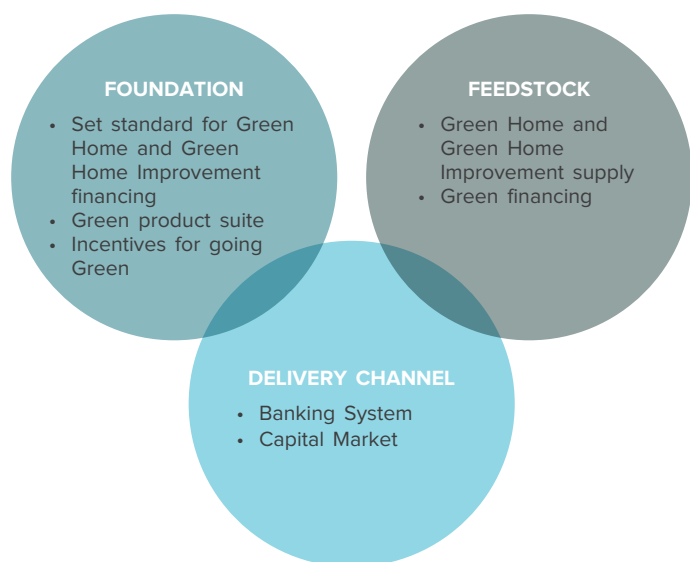 FOUNDATION
• Set standard for Green
Home and Green
Home Improvement
financing
• Green product suite
• Incentives for going
Green
FEEDSTOCK
• Green Home and
Green Home
Improvement supply
• Green financing
DELIVERY CHANNEL
• Banking System
• Capital Market